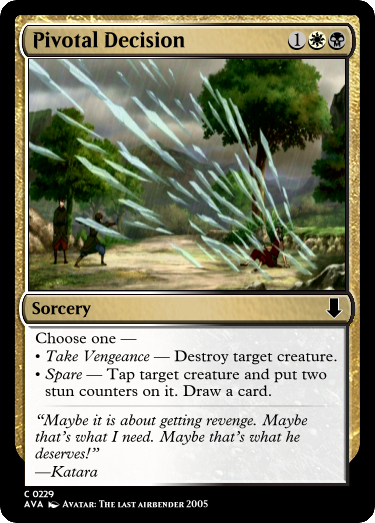 Pivotal Decision 1
Sorcery
Choose one —
• Take Vengeance — Destroy target creature.
• Spare — Tap target creature and put two
stun counters on it. Draw a card.
“Maybe it is about getting revenge. Maybe
that’s what I need. Maybe that’s what he
deserves!”
—Katara
C 0229
AVA Avatar: The last airbender 2005